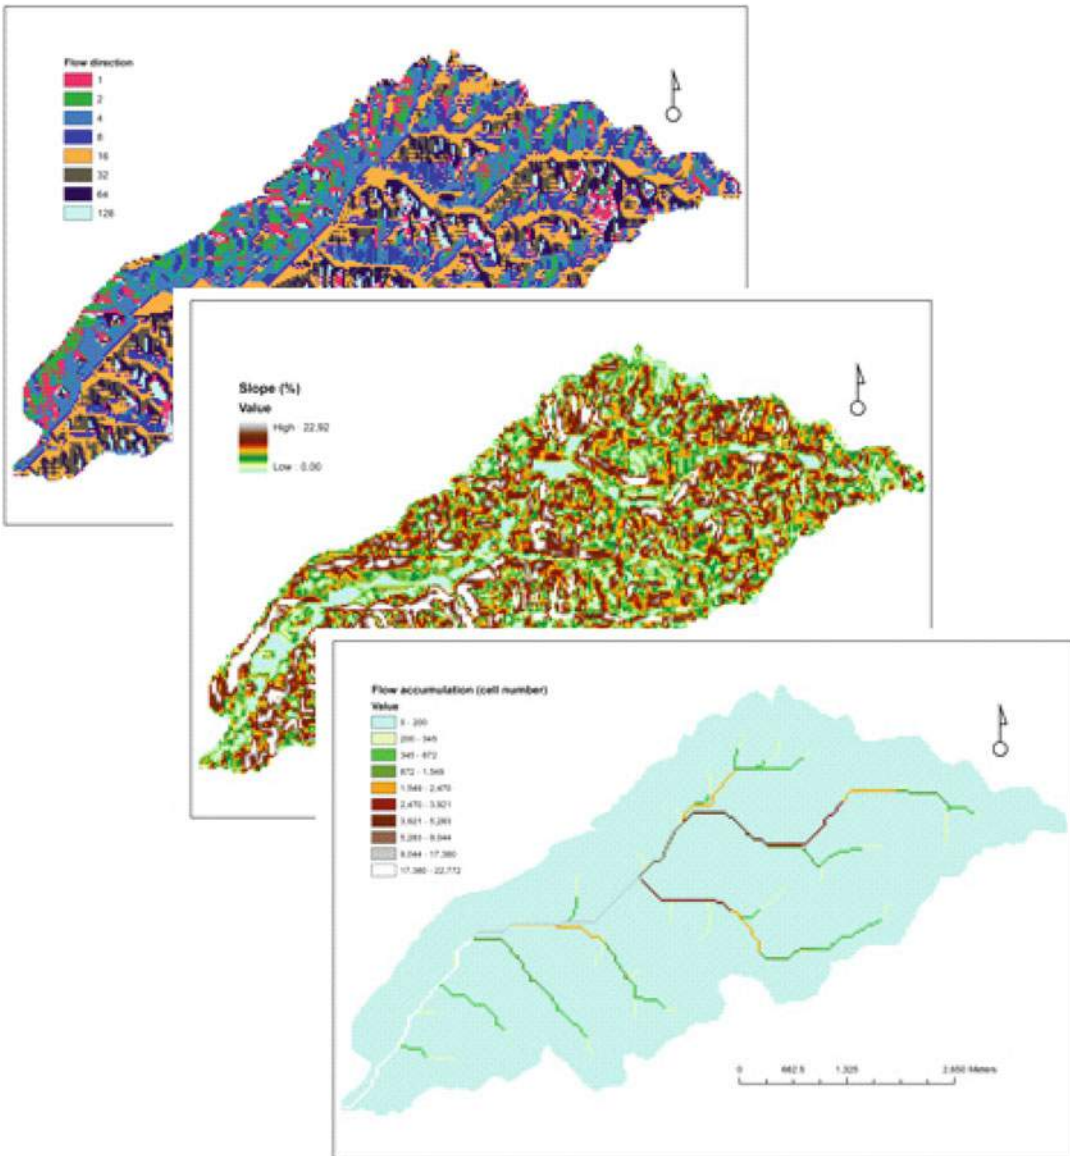 Flow direction
1
2
4
8
16
32
64
128
Slope (%)
Value
High : 22,92
Low : 0,00
Flow accumulation (cell number)
Value
0 - 200
200 - 345
345 - 872
872 - 1,549
1,549 - 2,470
2,470 - 3,921
3,921 - 5,283
5,283 - 8,044
8,044 - 17,380
17,380 - 22,772
0 662.5 1,325 2,650 Meters